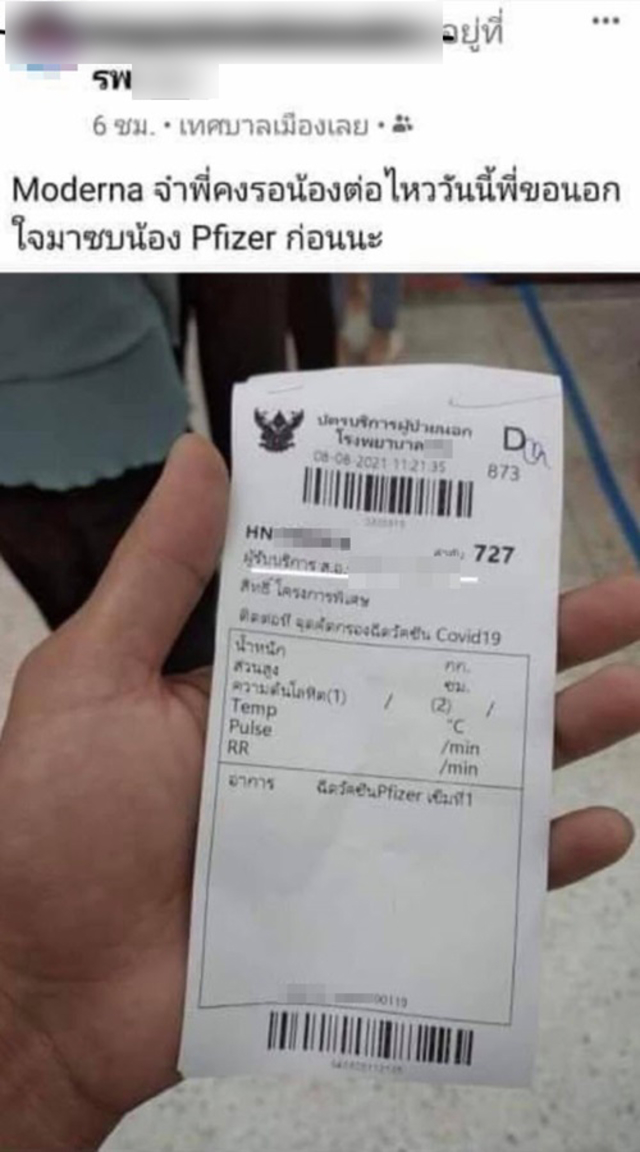 อยู่ที่
รพ
6 ชม. · เทศบาลเมืองเลย ·
Moderna จ๋าพี่คงรอน้องต่อไหววันนี้พี่ขอนอก
ใจมาซบน้อง Pfizer ก่อนนะ
บัตรบริการผู้ป่วยนอก
โรงพยาบาล
D
08-08-2021 11:21:35
873
HN
ลำดับ 727
ผู้รับบริการ ส.อ.
สิทธิ์ โครงการพิเศษ
ติดต่อที่ จุดคัดกรองฉีดวัคซีน Covid19
น้ำหนัก กก.
ส่วนสูง ซม.
ความดันโลหิต(1) / (2) /
Temp °C
Pulse /min
RR /min
อาการ ฉีดวัคซีนPfizer เข็มที่1